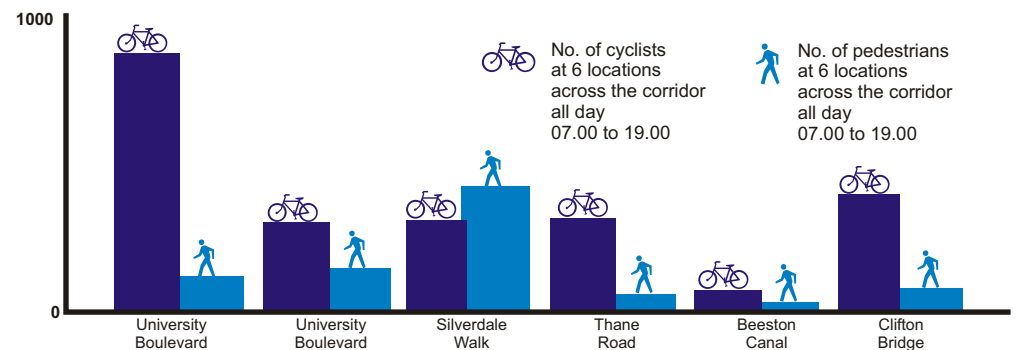 1000
No. of cyclists
at 6 locations
across the corridor
all day
07.00 to 19.00
No. of pedestrians
at 6 locations
across the corridor
all day
07.00 to 19.00
0
University
Boulevard
University
Boulevard
Silverdale
Walk
Thane
Road
Beeston
Canal
Clifton
Bridge